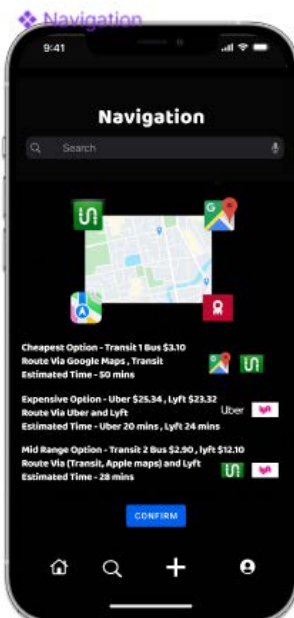 Navigation
9:41
Navigation
Search
Cheapest Option - Transit 1 Bus $3.10
Route Via Google Maps , Transit
Estimated Time - 50 mins
Expensive Option - Uber $25.34 , Lyft $23.32
Route Via Uber and Lyft
Uber
Estimated Time - Uber 20 mins , Lyft 24 mins
Mid Range Option - Transit 2 Bus $2.90 , lyft $12.10
Route Via (Transit, Apple maps) and Lyft
Estimated Time - 28 mins
CONFIRM